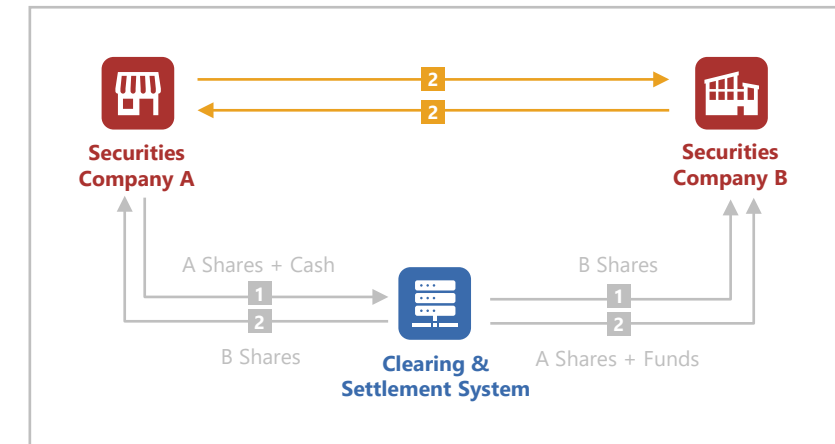 2
2
Securities
Company A
Securities
Company B
A Shares + Cash
B Shares
1
1
2
2
B Shares
A Shares + Funds
Clearing &
Settlement System